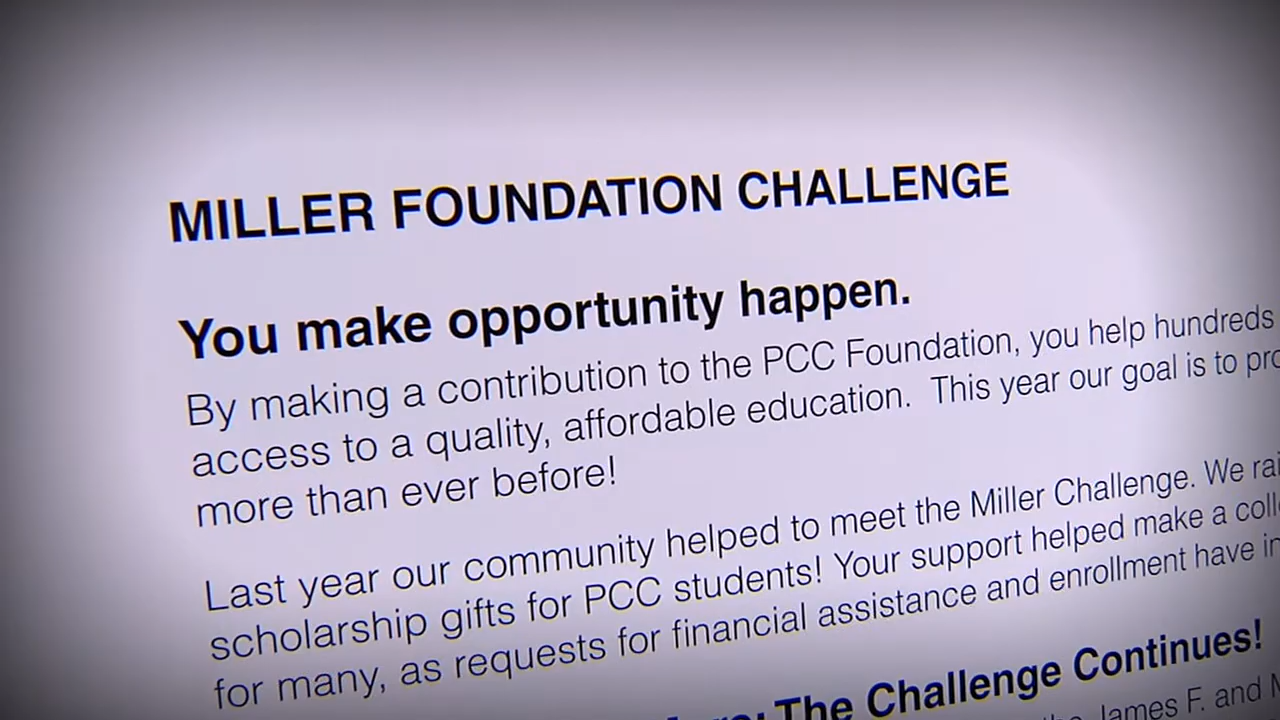 MILLER FOUNDATION CHALLENGE
You make opportunity happen.
By making a contribution to the PCC Foundation, you help hundreds
access to a quality, affordable education. This year our goal is to
more than ever before!
Last year our community helped to meet the Miller Challenge. We
scholarship gifts for PCC students! Your support helped make a
for many, as requests for financial assistance and enrollment have
The Challenge Continues!
James F. and